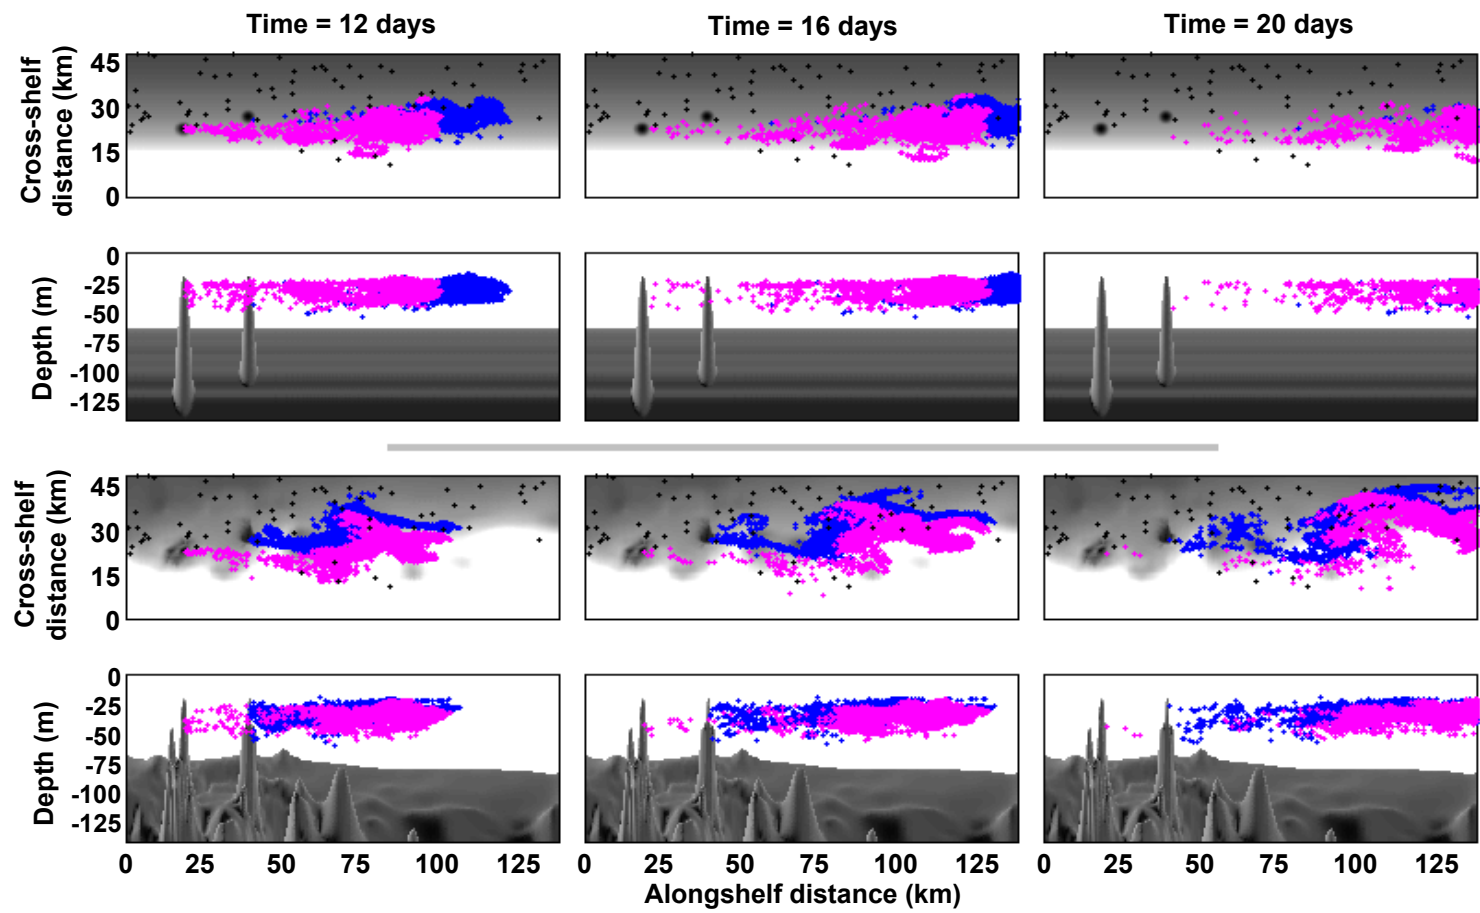 Time = 12 days
Time = 16 days
Time = 20 days
Cross-shelf
distance (km)
45
30
15
0
Depth (m)
0
-25
-50
-75
-100
-125
Cross-shelf
distance (km)
45
30
15
0
Depth (m)
0
-25
-50
-75
-100
-125
0 25 50 75 100 125
0 25 50 75 100 125
0 25 50 75 100 125
Alongshelf distance (km)